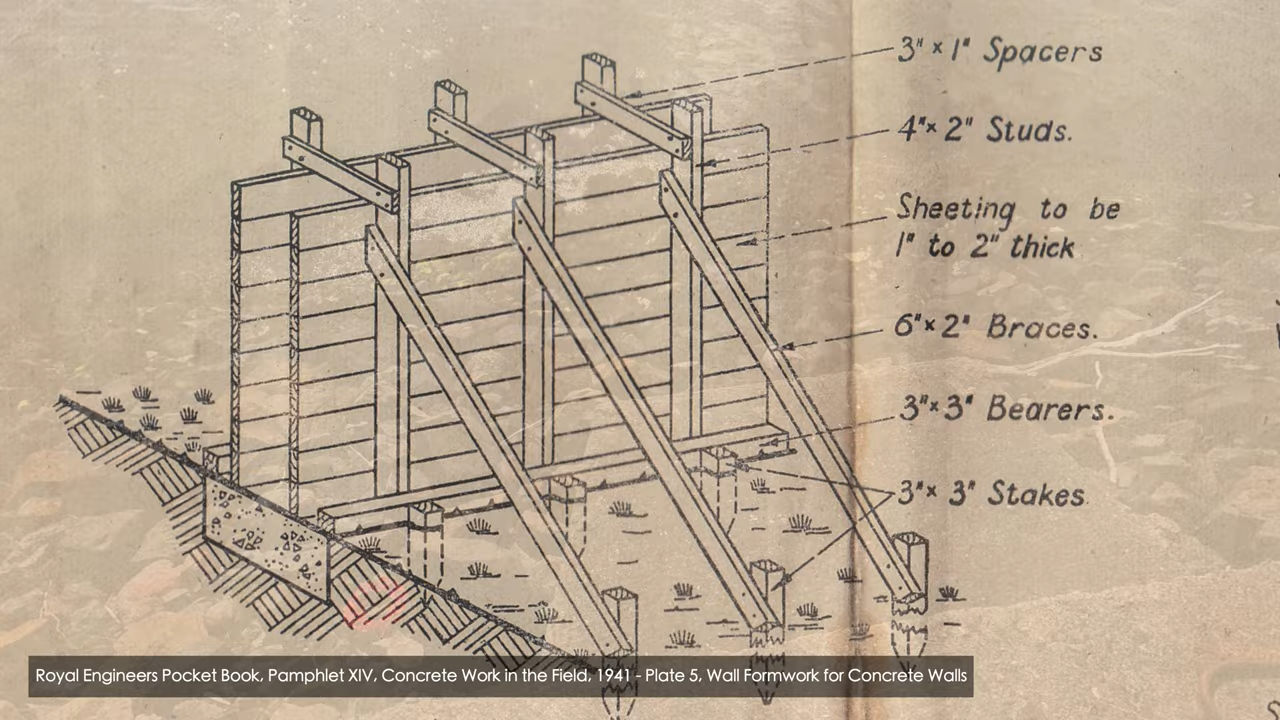 3" × 1" Spacers
4"× 2" Studs.
Sheeting to be
1" to 2" thick
6"× 2" Braces.
3"× 3" Bearers.
3"× 3" Stakes.
Royal Engineers Pocket Book, Pamphlet XIV, Concrete Work in the Field, 1941 - Plate 5, Wall Formwork for Concrete Walls